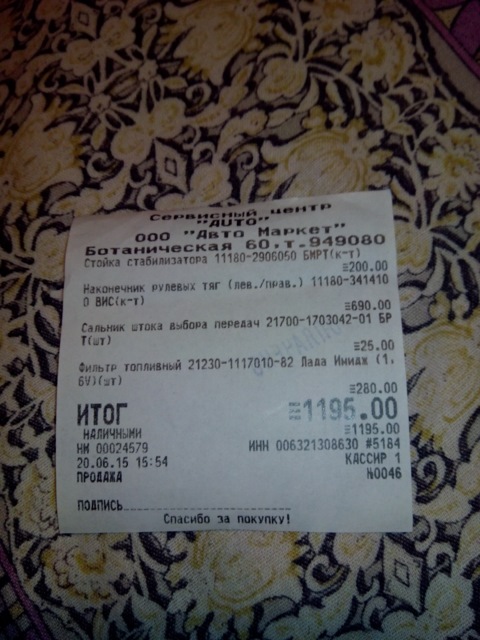 Сервисный центр
"AUTO"
ООО "Авто Маркет"
Ботаническая 60.т.949080
Стойка стабилизатора 11180-2906050 БМРТ(к-т)
≡200.00
Наконечник рулевых тяг (лев./прав.) 11180-341410
0 ВИС(к-т)
≡690.00
Сальник штока выбора передач 21700-1703042-01 БР
Т(шт)
≡25.00
Фильтр топливный 21230-1117010-82 Лада Имидж (1,
6V)(шт)
≡280.00
ИТОГ ≡1195.00
НАЛИЧНЫМИ ≡1195.00
НМ 00024579 ИНН 006321308630 #5184
20.06.15 15:54 КАССИР 1
ПРОДАЖА №0046
ПОДПИСЬ
Спасибо за покупку!